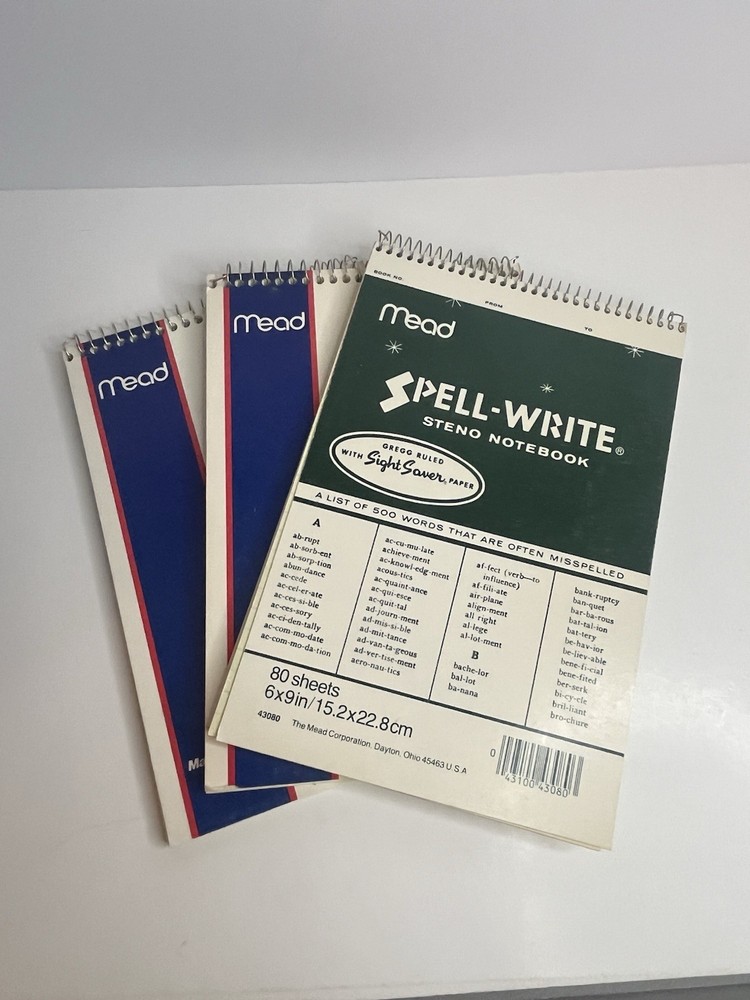 mead
mead
Ma
BOOK NO. FROM TO
mead
SPELL-WRITE®
STENO NOTEBOOK
GREGG RULED
WITH SightSaver® PAPER
A LIST OF 500 WORDS THAT ARE OFTEN MISSPELLED
A
ab-rupt
ab-sorb-ent
ab-sorp-tion
abun-dance
ac-cede
ac-cel-er-ate
ac-ces-si-ble
ac-ces-sory
ac-ci-den-tally
ac-com-mo-date
ac-com-mo-da-tion
ac-cu-mu-late
achieve-ment
ac-knowl-edg-ment
acous-tics
ac-quaint-ance
ac-qui-esce
ac-quit-tal
ad-journ-ment
ad-mis-si-ble
ad-mit-tance
ad-van-ta-geous
ad-ver-tise-ment
aero-nau-tics
af-fect (verb—to
influence)
af-fili-ate
air-plane
align-ment
all right
al-lege
al-lot-ment
B
bache-lor
bal-lot
ba-nana
bank-ruptcy
ban-quet
bar-ba-rous
bat-tal-ion
bat-tery
be-hav-ior
be-liev-able
bene-fi-cial
bene-fited
ber-serk
bi-cy-cle
bril-liant
bro-chure
80 sheets
6x9in/15.2x22.8cm
43080 The Mead Corporation, Dayton, Ohio 45463 U.S.A
0 43100 43080